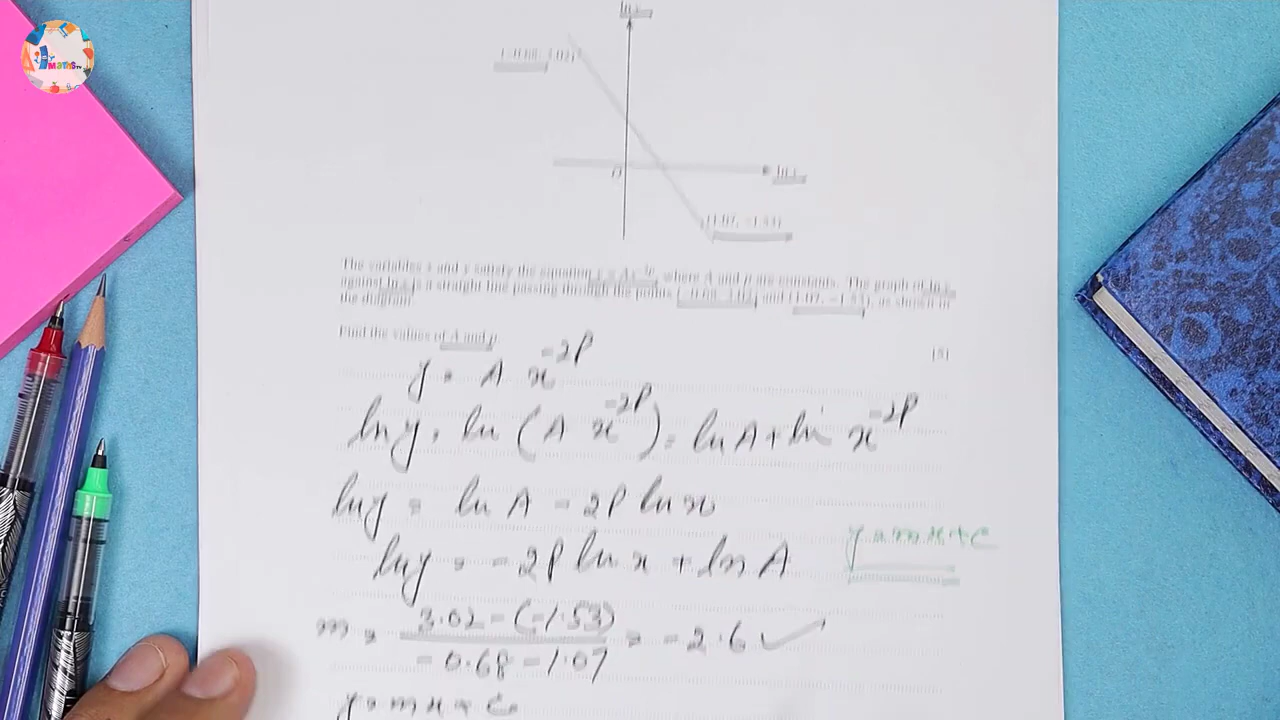 MATHS TV
ln y
(-0.68, 3.02)
O
ln x
(1.07, -1.53)
The variables x and y satisfy the equation y = Ax^-2p, where A and p are constants. The graph of ln y
against ln x is a straight line passing through the points (-0.68, 3.02) and (1.07, -1.53), as shown in
the diagram.
Find the values of A and p.
[5]
y = A x^-2P
ln y = ln (A x^-2P) = ln A + ln x^-2P
ln y = ln A - 2P ln x
y = mx + c
ln y = -2P ln x + ln A
m = 3.02-(-1.53) / -0.68-1.07 = -2.6 ✓
y = mx + c